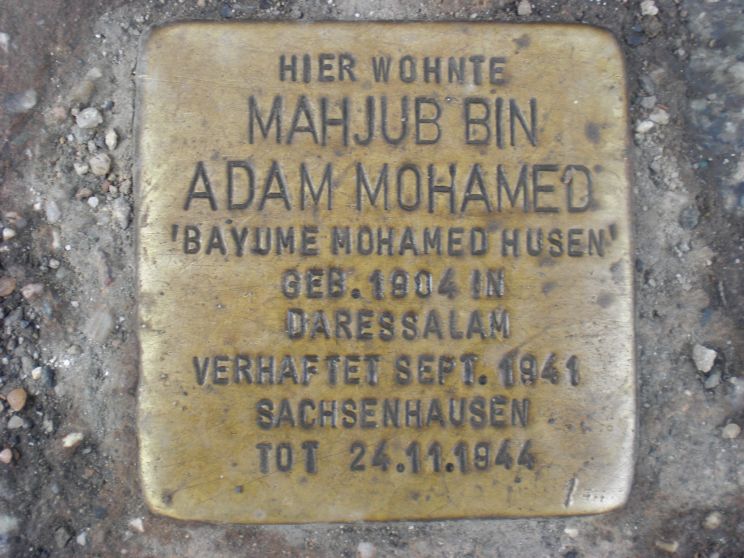 HIER WOHNTE
MAHJUB BIN
ADAM MOHAMED
'BAYUME MOHAMED HUSEN'
GEB. 1904 IN
DARESSALAM
VERHAFTET SEPT. 1941
SACHSENHAUSEN
TOT 24.11.1944